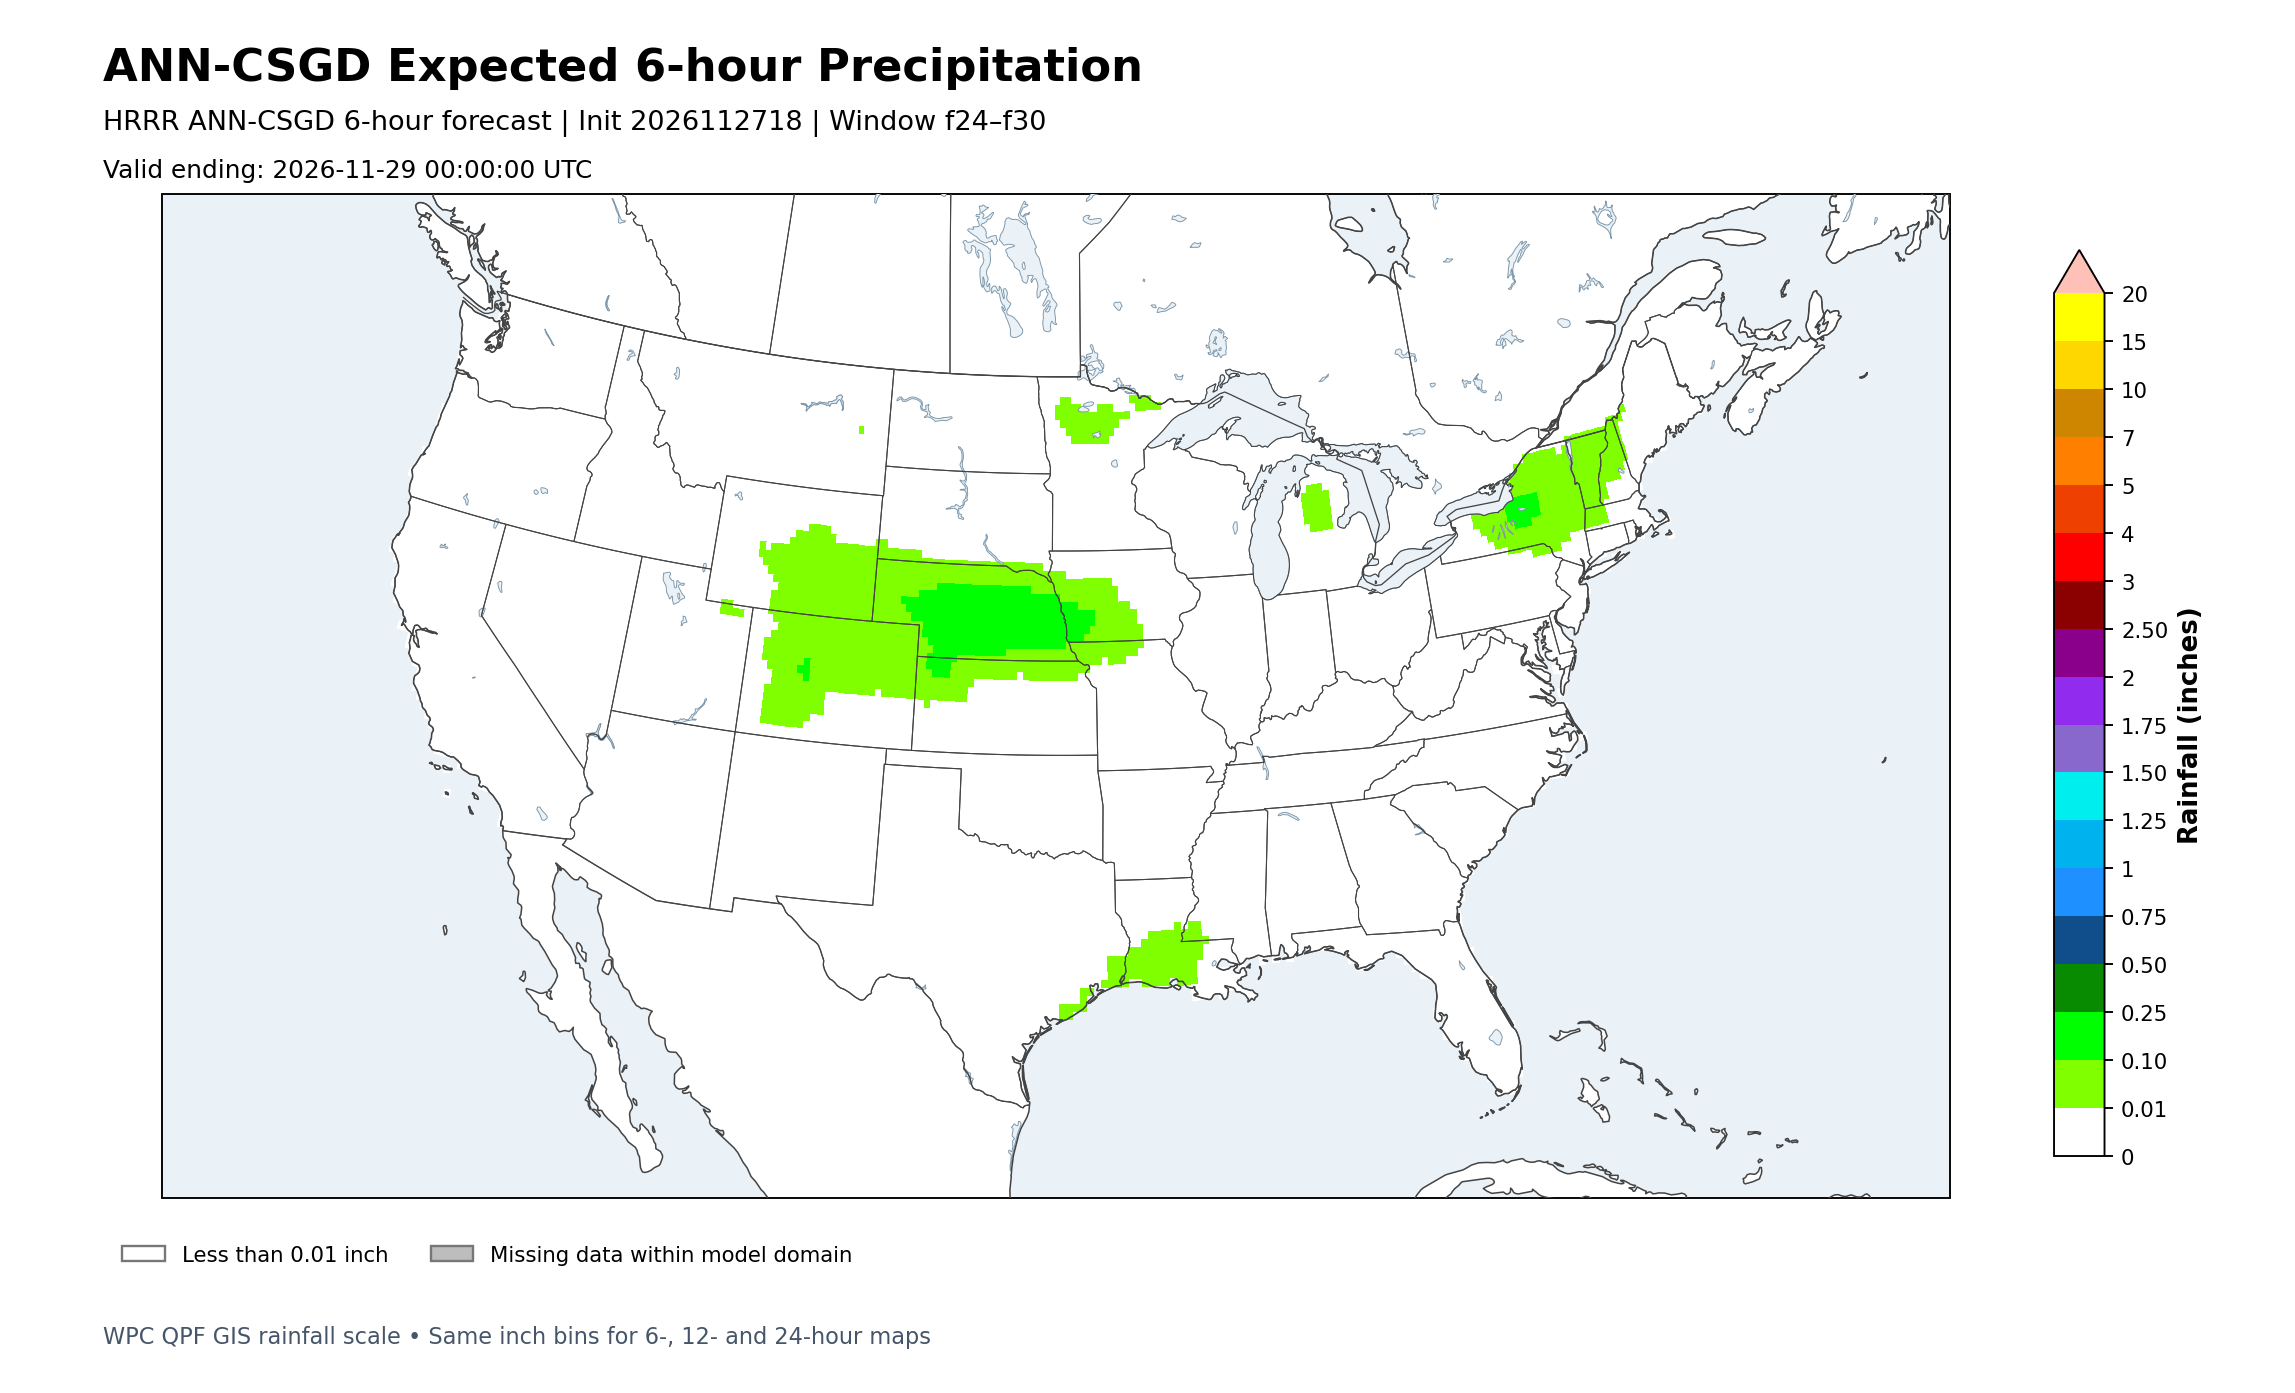 ANN-CSGD Expected 6-hour Precipitation
HRRR ANN-CSGD 6-hour forecast | Init 2026112718 | Window f24–f30
Valid ending: 2026-11-29 00:00:00 UTC
20
15
10
7
5
4
3
2.50
2
1.75
1.50
1.25
1
0.75
0.50
0.25
0.10
0.01
0
Rainfall (inches)
Less than 0.01 inch
Missing data within model domain
WPC QPF GIS rainfall scale • Same inch bins for 6-, 12- and 24-hour maps